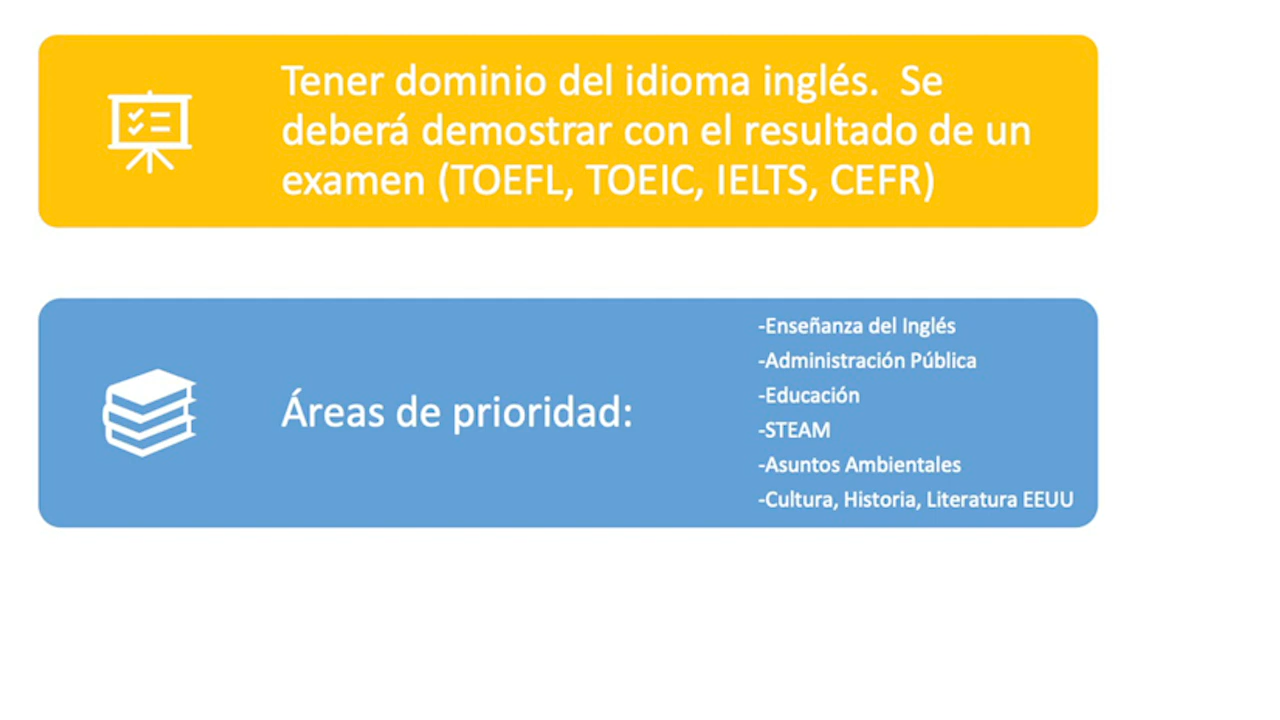 Tener dominio del idioma inglés.  Se
deberá demostrar con el resultado de un
examen (TOEFL, TOEIC, IELTS, CEFR)
Áreas de prioridad:
-Enseñanza del Inglés
-Administración Pública
-Educación
-STEAM
-Asuntos Ambientales
-Cultura, Historia, Literatura EEUU